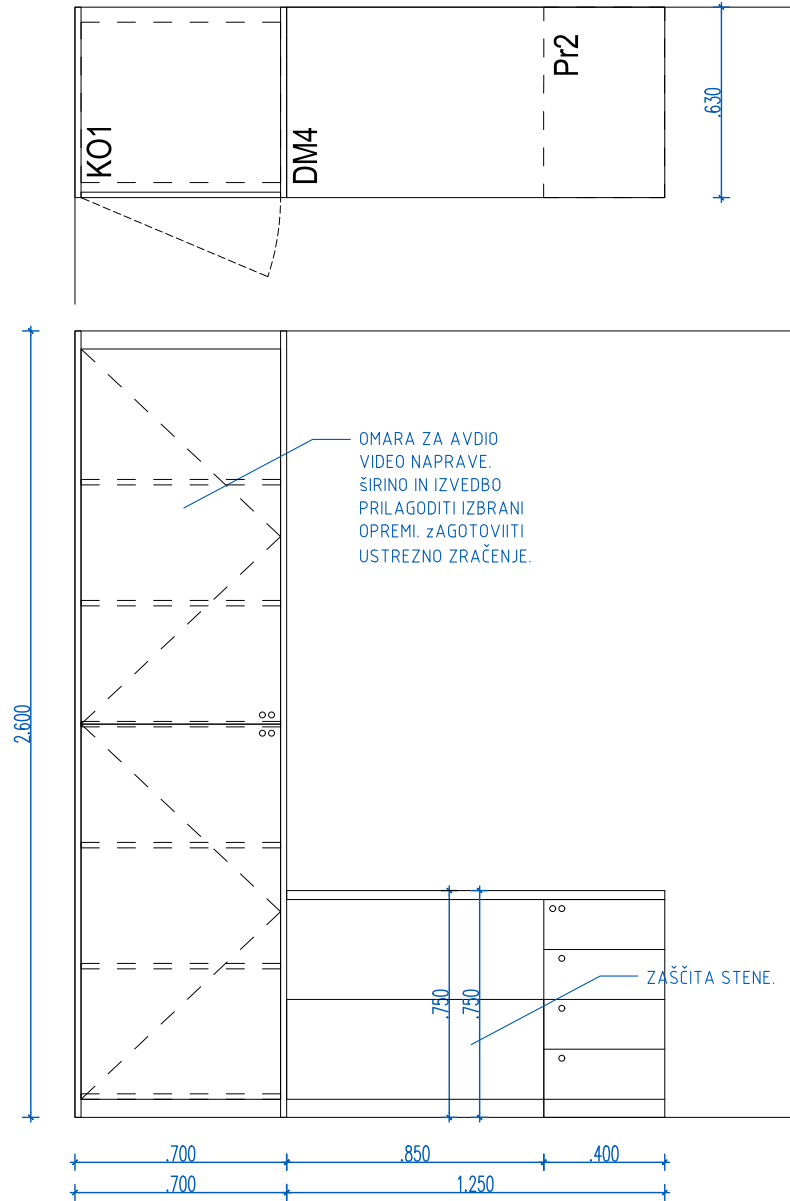 KO1
DM4
Pr2
.630
OMARA ZA AVDIO
VIDEO NAPRAVE.
šIRINO IN IZVEDBO
PRILAGODITI IZBRANI
OPREMI. zAGOTOVIITI
USTREZNO ZRAČENJE.
2.600
.750
.750
ZAŠČITA STENE.
.700
.850
.400
.700
1.250